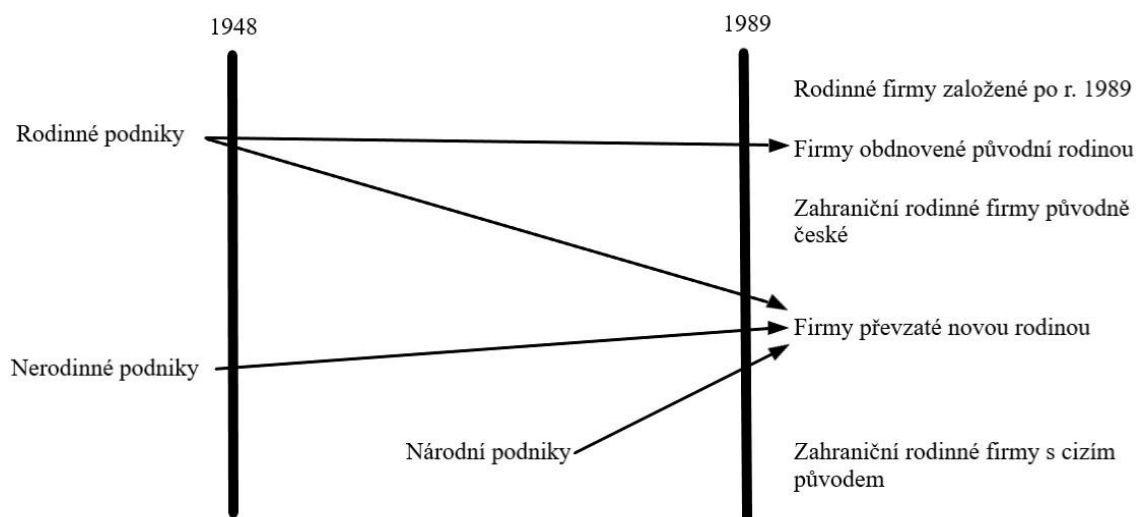 1948
1989
Rodinné firmy založené po r. 1989
Rodinné podniky
Firmy obdnovené původní rodinou
Zahraniční rodinné firmy původně
české
Firmy převzaté novou rodinou
Nerodinné podniky
Národní podniky
Zahraniční rodinné firmy s cizím
původem